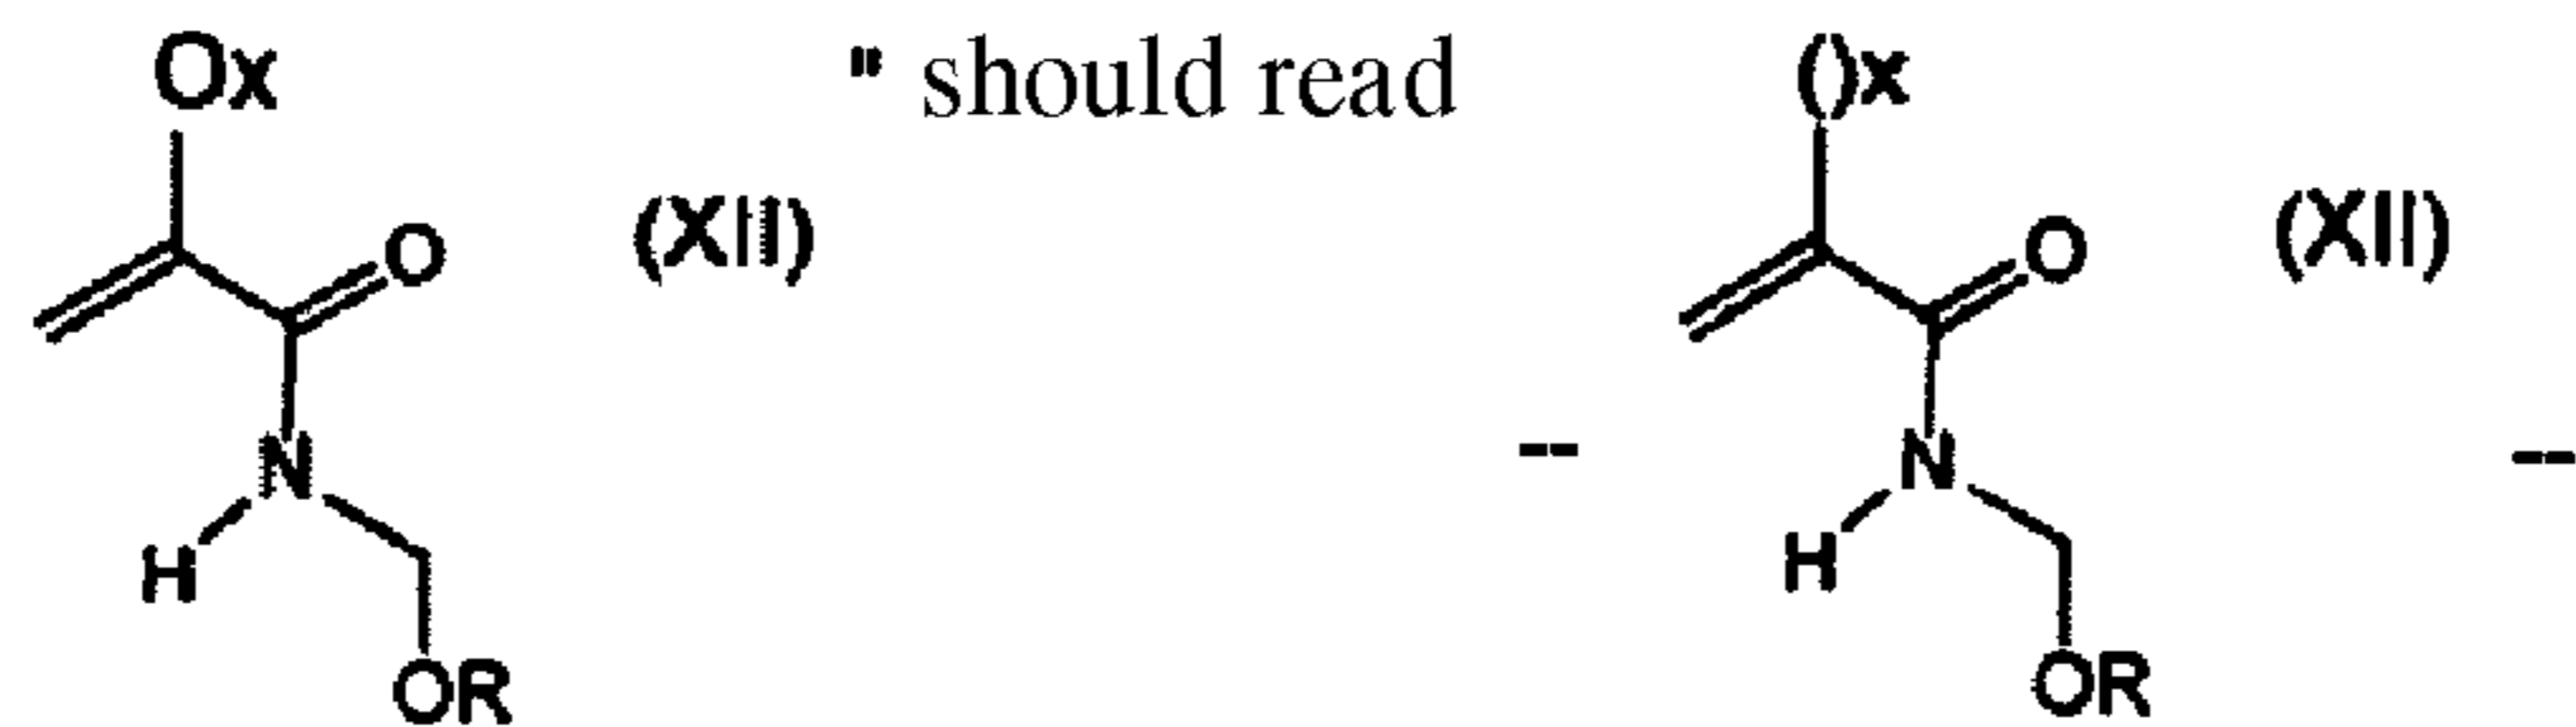 Ox " should read ()x
O (XII) O (XII)
N -- N --
H H
OR OR